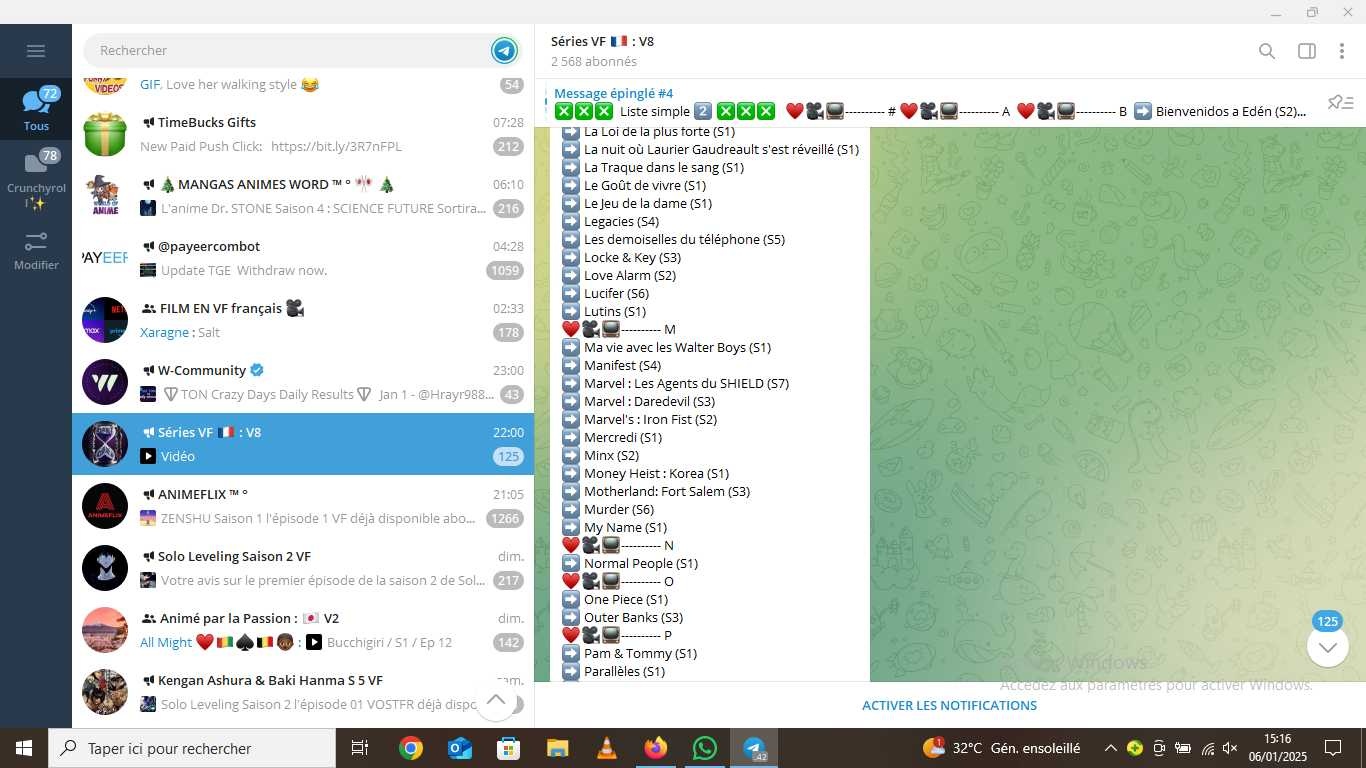 Rechercher
GIF, Love her walking style 😂
54
TimeBucks Gifts
07:28
New Paid Push Click: https://bit.ly/3R7nFPL
212
🎄MANGAS ANIMES WORD ™ ° 🎌 🎄
06:10
L'anime Dr. STONE Saison 4 : SCIENCE FUTURE Sortira...
216
@payeercombot
04:28
Update TGE Withdraw now.
1059
FILM EN VF français 🎥
02:33
Xaragne : Salt
178
W-Community
23:00
TON Crazy Days Daily Results Jan 1 - @Hrayr988...
43
Séries VF 🇫🇷 : V8
22:00
Vidéo
125
ANIMEFLIX ™ °
21:05
ZENSHU Saison 1 l'épisode 1 VF déjà disponible abo...
1266
Solo Leveling Saison 2 VF
dim.
Votre avis sur le premier épisode de la saison 2 de Sol...
217
Animé par la Passion : 🇯🇵 V2
dim.
All Might ❤️🇬🇳♠️🇧🇪 : Bucchigiri / S1 / Ep 12
142
Kengan Ashura & Baki Hanma S 5 VF
Solo Leveling Saison 2 l'épisode 01 VOSTFR déjà dispo
72
Tous
78
Crunchyrol
l✨
Modifier
VIDEOS
WORLD OF
ANIME
PAYEER
max
prime
ANIMEFLIX
Séries VF 🇫🇷 : V8
2 568 abonnés
Message épinglé #4
❎❎❎ Liste simple 2️⃣ ❎❎❎ ❤️🎥📺---------- # ❤️🎥📺---------- A ❤️🎥📺---------- B ➡️ Bienvenidos a Edén (S2)...
➡️ La Loi de la plus forte (S1)
➡️ La nuit où Laurier Gaudreault s'est réveillé (S1)
➡️ La Traque dans le sang (S1)
➡️ Le Goût de vivre (S1)
➡️ Le Jeu de la dame (S1)
➡️ Legacies (S4)
➡️ Les demoiselles du téléphone (S5)
➡️ Locke & Key (S3)
➡️ Love Alarm (S2)
➡️ Lucifer (S6)
➡️ Lutins (S1)
❤️🎥📺---------- M
➡️ Ma vie avec les Walter Boys (S1)
➡️ Manifest (S4)
➡️ Marvel : Les Agents du SHIELD (S7)
➡️ Marvel : Daredevil (S3)
➡️ Marvel's : Iron Fist (S2)
➡️ Mercredi (S1)
➡️ Minx (S2)
➡️ Money Heist : Korea (S1)
➡️ Motherland: Fort Salem (S3)
➡️ Murder (S6)
➡️ My Name (S1)
❤️🎥📺---------- N
➡️ Normal People (S1)
❤️🎥📺---------- O
➡️ One Piece (S1)
➡️ Outer Banks (S3)
❤️🎥📺---------- P
➡️ Pam & Tommy (S1)
➡️ Parallèles (S1)
125
Windows
Accédez aux paramètres pour activer Windows.
ACTIVER LES NOTIFICATIONS
Taper ici pour rechercher
42
1
32°C Gén. ensoleillé
15:16
06/01/2025